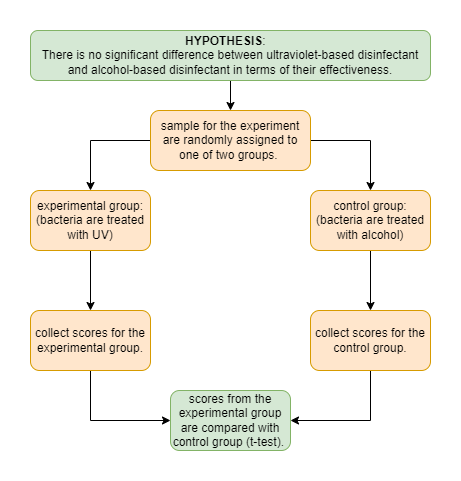 HYPOTHESIS:
There is no significant difference between ultraviolet-based disinfectant
and alcohol-based disinfectant in terms of their effectiveness.
sample for the experiment
are randomly assigned to
one of two groups.
experimental group:
(bacteria are treated
with UV)
control group:
(bacteria are treated
with alcohol)
collect scores for the
experimental group.
collect scores for the
control group.
scores from the
experimental group
are compared with
control group (t-test).